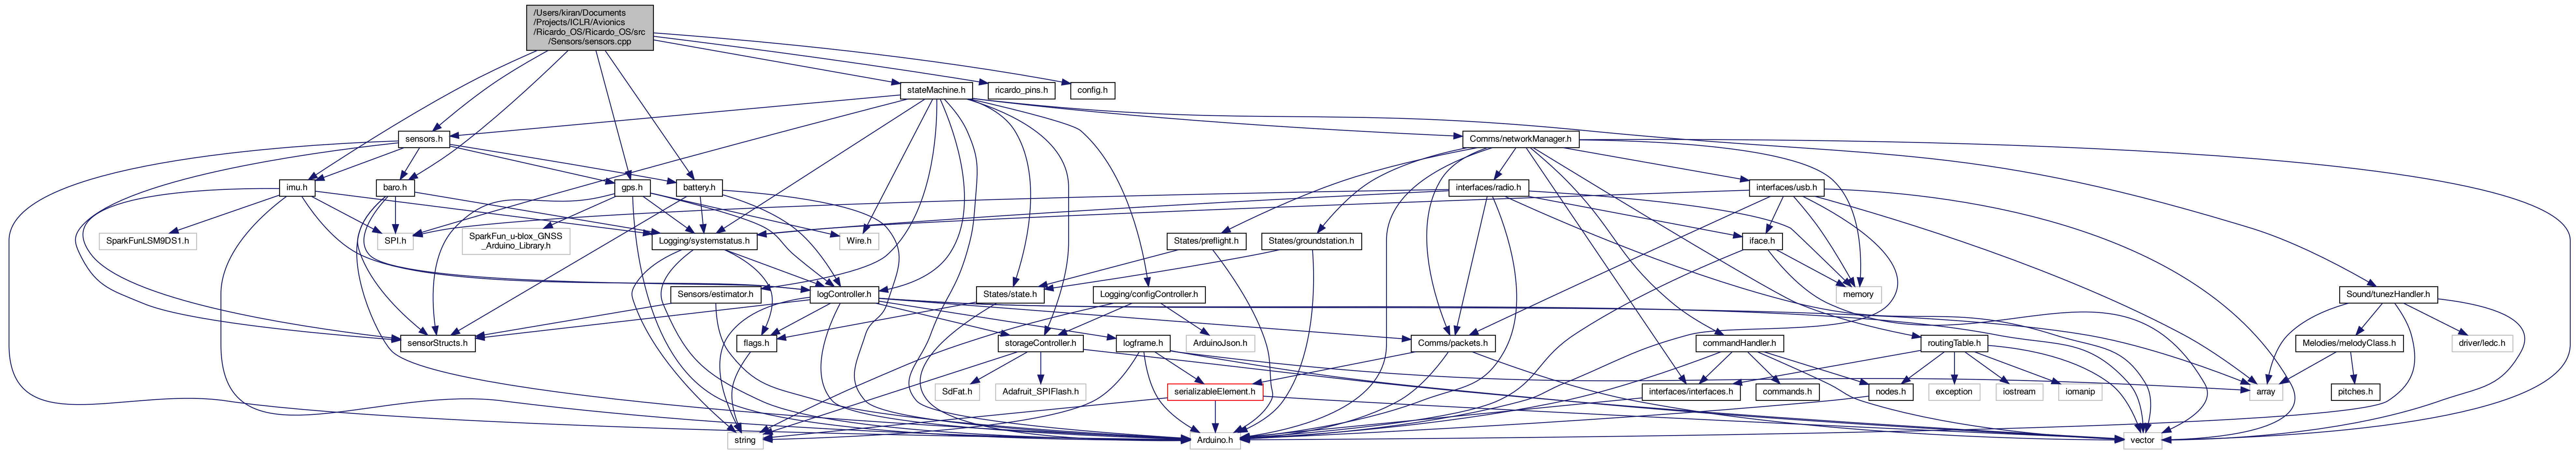 /Users/kiran/Documents
/Projects/ICLR/Avionics
/Ricardo_OS/Ricardo_OS/src
/Sensors/sensors.cpp
stateMachine.h
ricardo_pins.h
config.h
sensors.h
Comms/networkManager.h
imu.h
baro.h
gps.h
battery.h
interfaces/radio.h
interfaces/usb.h
SparkFunLSM9DS1.h
SPI.h
SparkFun_u-blox_GNSS
_Arduino_Library.h
Logging/systemstatus.h
Wire.h
States/preflight.h
States/groundstation.h
iface.h
Sensors/estimator.h
logController.h
States/state.h
Logging/configController.h
memory
Sound/tunezHandler.h
sensorStructs.h
flags.h
storageController.h
logframe.h
ArduinoJson.h
Comms/packets.h
commandHandler.h
routingTable.h
Melodies/melodyClass.h
driver/ledc.h
SdFat.h
Adafruit_SPIFlash.h
serializableElement.h
interfaces/interfaces.h
commands.h
nodes.h
exception
iostream
iomanip
array
pitches.h
string
Arduino.h
vector